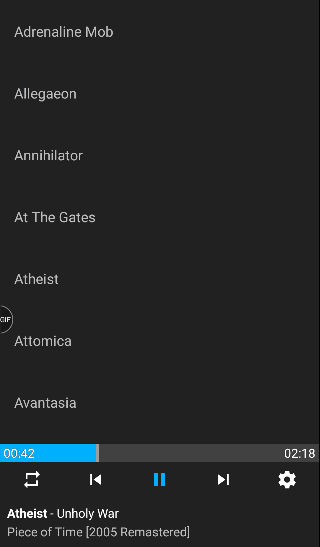 Adrenaline Mob
Allegaeon
Annihilator
At The Gates
Atheist
GIF
Attomica
Avantasia
00:42 02:18
Atheist - Unholy War
Piece of Time [2005 Remastered]